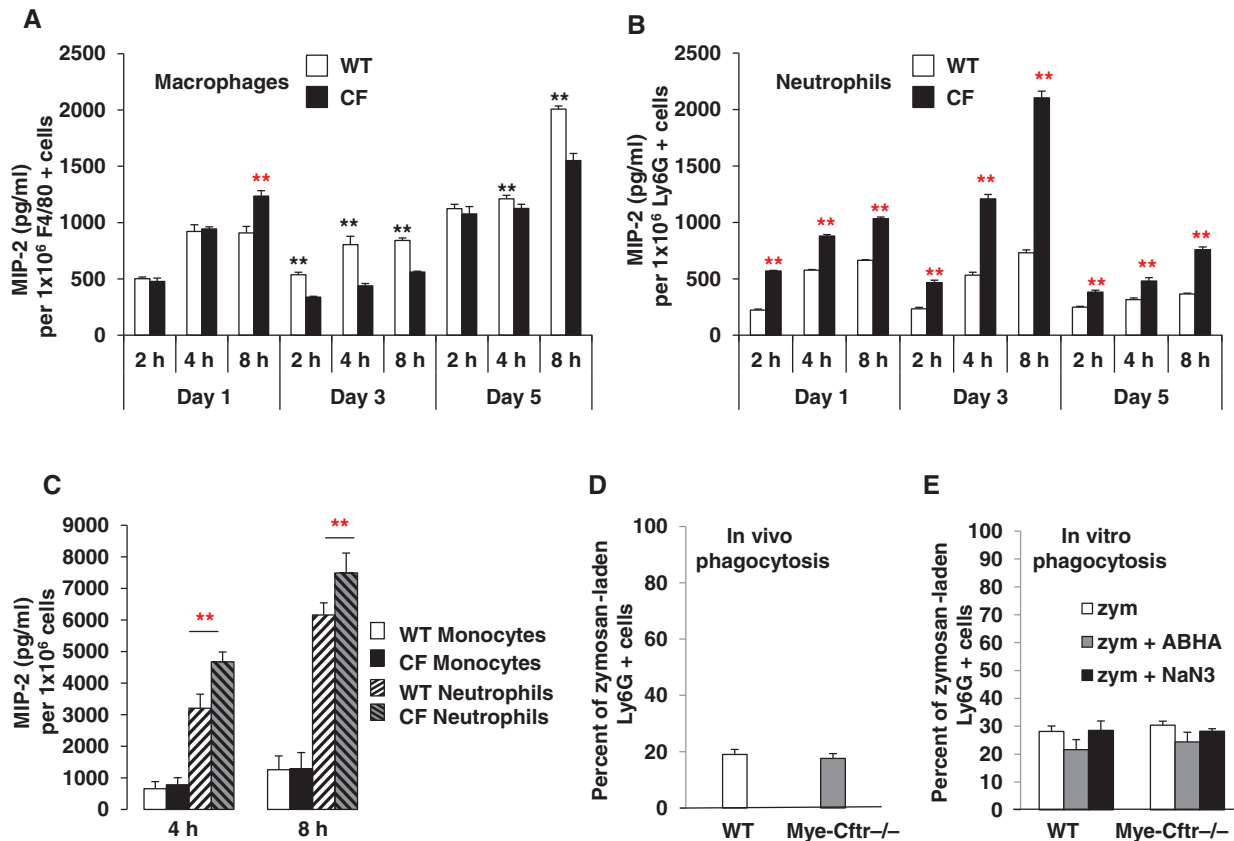 A
MIP-2 (pg/ml)
per 1x10⁶ F4/80 + cells
2500
2000
1500
1000
500
0
Macrophages
WT
CF
**
**
**
**
**
**
2 h 4 h 8 h 2 h 4 h 8 h 2 h 4 h 8 h
Day 1 Day 3 Day 5
B
MIP-2 (pg/ml)
per 1x10⁶ Ly6G + cells
2500
2000
1500
1000
500
0
Neutrophils
WT
CF
**
**
**
**
**
**
**
**
**
2 h 4 h 8 h 2 h 4 h 8 h 2 h 4 h 8 h
Day 1 Day 3 Day 5
C
MIP-2 (pg/ml)
per 1x10⁶ cells
9000
8000
7000
6000
5000
4000
3000
2000
1000
0
**
**
4 h 8 h
WT Monocytes
CF Monocytes
WT Neutrophils
CF Neutrophils
D
Percent of zymosan-laden
Ly6G + cells
100
80
60
40
20
0
In vivo
phagocytosis
WT Mye-Cftr–/–
E
Percent of zymosan-laden
Ly6G + cells
100
90
80
70
60
50
40
30
20
10
0
In vitro
phagocytosis
zym
zym + ABHA
zym + NaN3
WT Mye-Cftr–/–